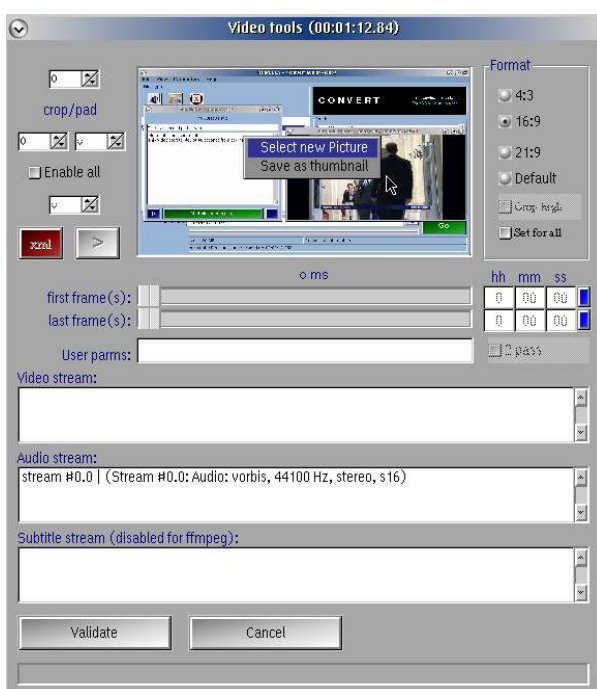 Video tools (00:01:12.84)
0
crop/pad
0
Enable all
xml
>
CONVERT
Select new Picture
Save as thumbnail
Go
Format
4:3
16:9
21:9
Default
Set for all
0 ms
hh mm ss
first frame(s):
0 00 00
last frame(s):
0 00 00
User parms:
2 pass
Video stream:
Audio stream:
stream #0.0 | (Stream #0.0: Audio: vorbis, 44100 Hz, stereo, s16)
Subtitle stream (disabled for ffmpeg):
Validate
Cancel